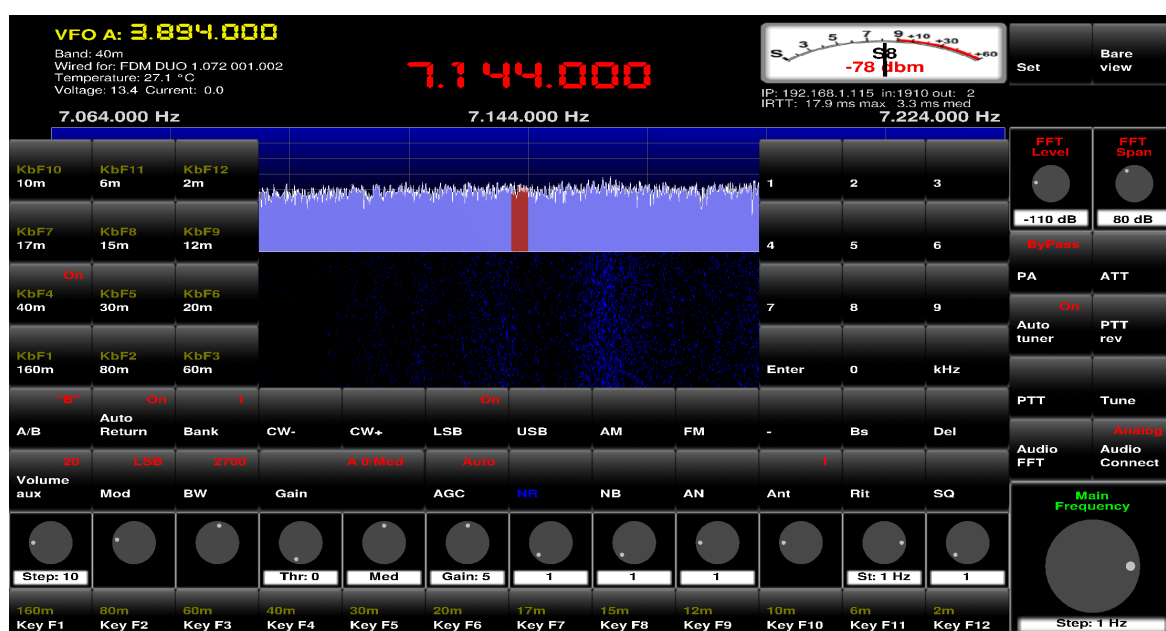 VFO A: 3.894.000
Band: 40m
Wired for: FDM DUO 1.072 001.002
Temperature: 27.1 °C
Voltage: 13.4 Current: 0.0
7.144.000
S 3 5 7 9 +10 +30 +60
S8
-78 dbm
IP: 192.168.1.115 in:1910 out: 2
IRTT: 17.9 ms max 3.3 ms med
Set
Bare
view
7.064.000 Hz 7.144.000 Hz 7.224.000 Hz
FFT
Level
FFT
Span
-110 dB 80 dB
KbF10 KbF11 KbF12
10m 6m 2m
1 2 3
KbF7 KbF8 KbF9
17m 15m 12m
4 5 6
ByPass
PA ATT
On
KbF4 KbF5 KbF6
40m 30m 20m
7 8 9
On
Auto
tuner
PTT
rev
KbF1 KbF2 KbF3
160m 80m 60m
Enter 0 kHz
"B" On 1 On
A/B
Auto
Return
Bank CW- CW+ LSB USB AM FM - Bs Del
PTT Tune
20 LSB 2700 A 0/Med Auto 1
Volume
aux
Mod BW Gain AGC NR NB AN Ant Rit SQ
Audio
FFT
Analog
Audio
Connect
Main
Frequency
Step: 10 Thr: 0 Med Gain: 5 1 1 1 St: 1 Hz 1
160m 80m 60m 40m 30m 20m 17m 15m 12m 10m 6m 2m
Key F1 Key F2 Key F3 Key F4 Key F5 Key F6 Key F7 Key F8 Key F9 Key F10 Key F11 Key F12
Step: 1 Hz